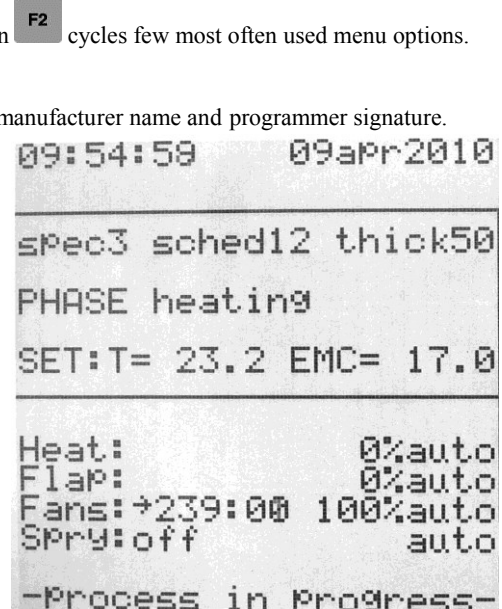 n F2 cycles few most often used menu options.
manufacturer name and programmer signature.
09:54:59 09apr2010
spec3 sched12 thick50
PHASE heating
SET:T= 23.2 EMC= 17.0
Heat: 0%auto
Flap: 0%auto
Fans:→239:00 100%auto
Spry:off auto
-process in progress-